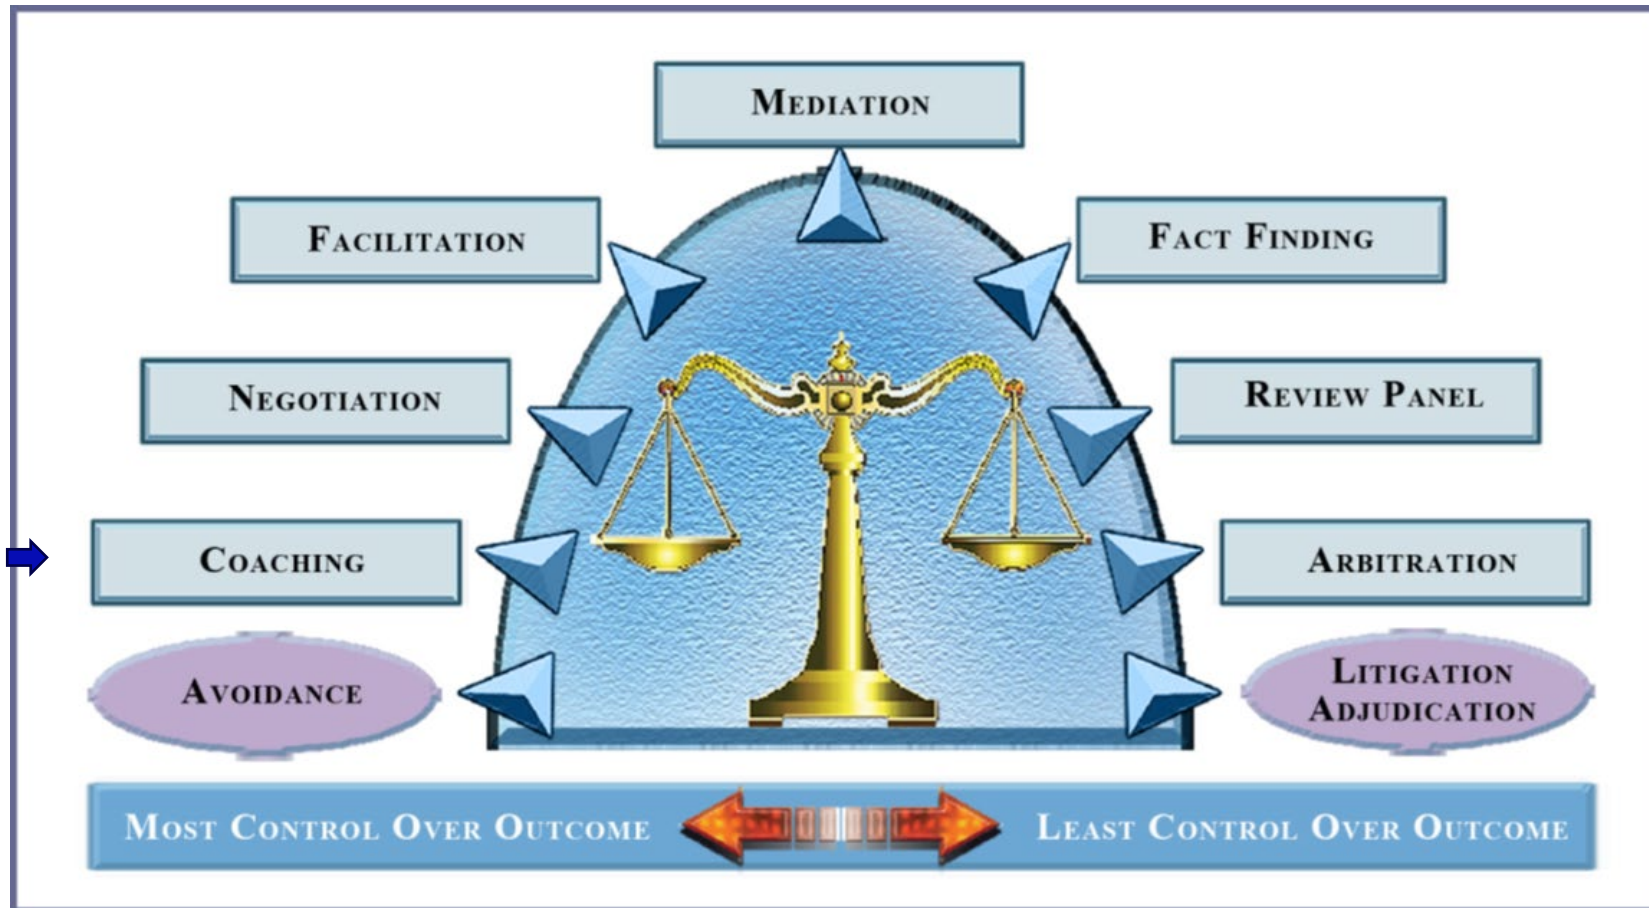 MEDIATION
FACILITATION
FACT FINDING
NEGOTIATION
REVIEW PANEL
COACHING
ARBITRATION
AVOIDANCE
LITIGATION
ADJUDICATION
MOST CONTROL OVER OUTCOME
LEAST CONTROL OVER OUTCOME